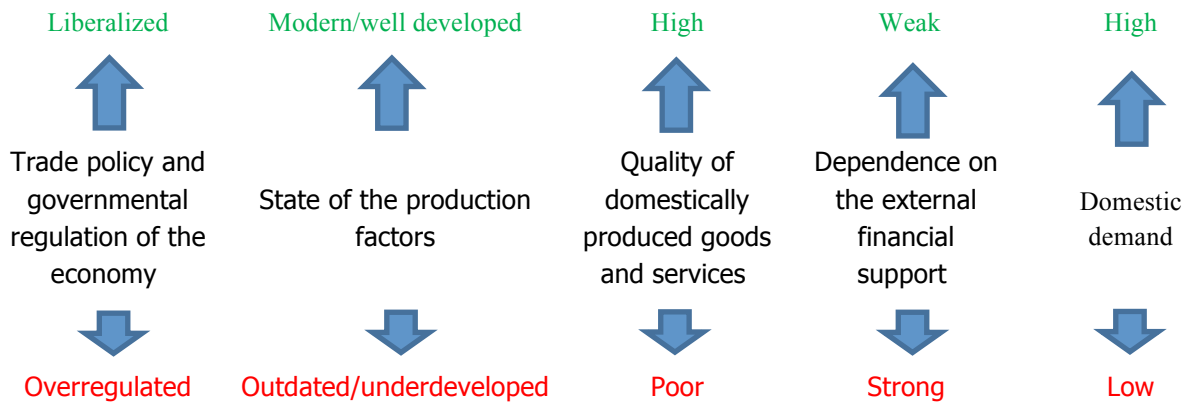 Liberalized
Modern/well developed
High
Weak
High
Trade policy and
governmental
regulation of the
economy
State of the production
factors
Quality of
domestically
produced goods
and services
Dependence on
the external
financial
support
Domestic
demand
Overregulated
Outdated/underdeveloped
Poor
Strong
Low